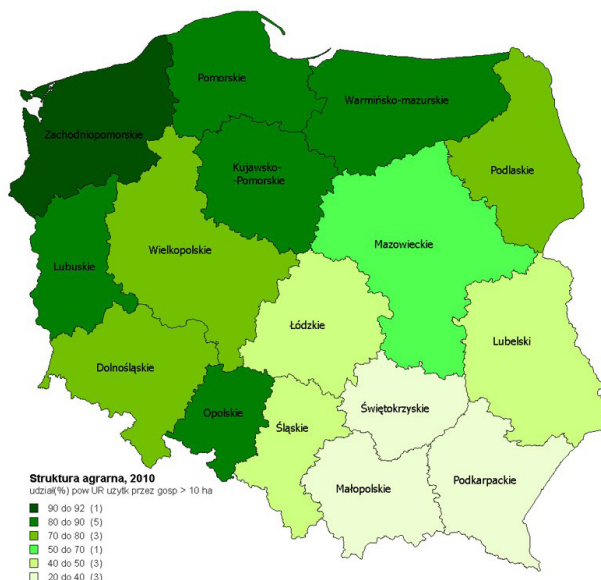 Pomorskie
Warmińsko-mazurskie
Zachodniopomorskie
Kujawsko-
-Pomorskie
Podlaskie
Wielkopolskie
Mazowieckie
Lubuskie
Łódzkie
Lubelski
Dolnośląskie
Opolskie
Śląskie
Świętokrzyskie
Małopolskie
Podkarpackie
Struktura agrarna, 2010
udział(%) pow UR użytk przez gosp > 10 ha
90 do 92 (1)
80 do 90 (5)
70 do 80 (3)
50 do 70 (1)
40 do 50 (3)
20 do 40 (3)